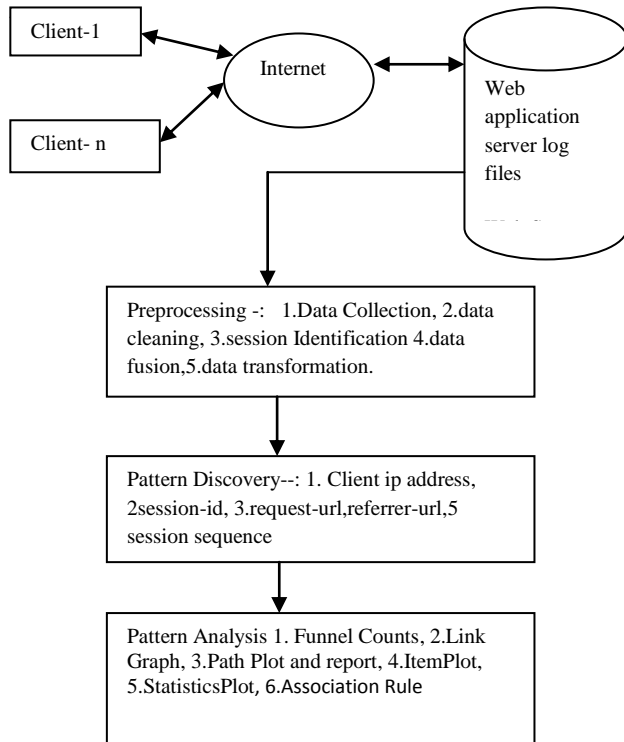 Client-1
Internet
Web
application
server log
files
Client- n
Preprocessing -: 1.Data Collection, 2.data
cleaning, 3.session Identification 4.data
fusion,5.data transformation.
Pattern Discovery--: 1. Client ip address,
2session-id, 3.request-url,referrer-url,5
session sequence
Pattern Analysis 1. Funnel Counts, 2.Link
Graph, 3.Path Plot and report, 4.ItemPlot,
5.StatisticsPlot, 6.Association Rule